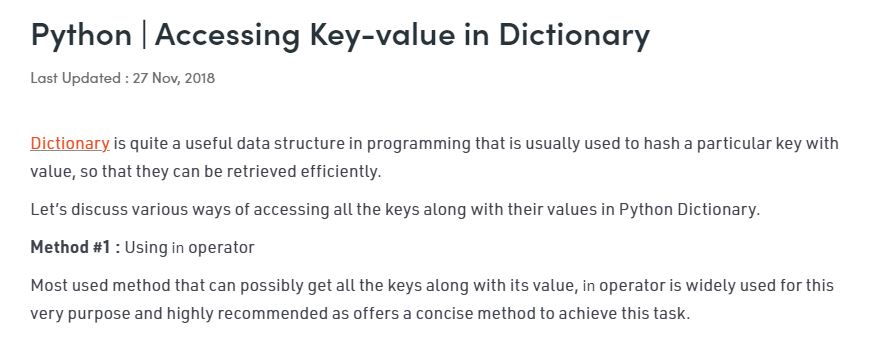 Python | Accessing Key-value in Dictionary
Last Updated : 27 Nov, 2018
Dictionary is quite a useful data structure in programming that is usually used to hash a particular key with
value, so that they can be retrieved efficiently.
Let’s discuss various ways of accessing all the keys along with their values in Python Dictionary.
Method #1 : Using in operator
Most used method that can possibly get all the keys along with its value, in operator is widely used for this
very purpose and highly recommended as offers a concise method to achieve this task.